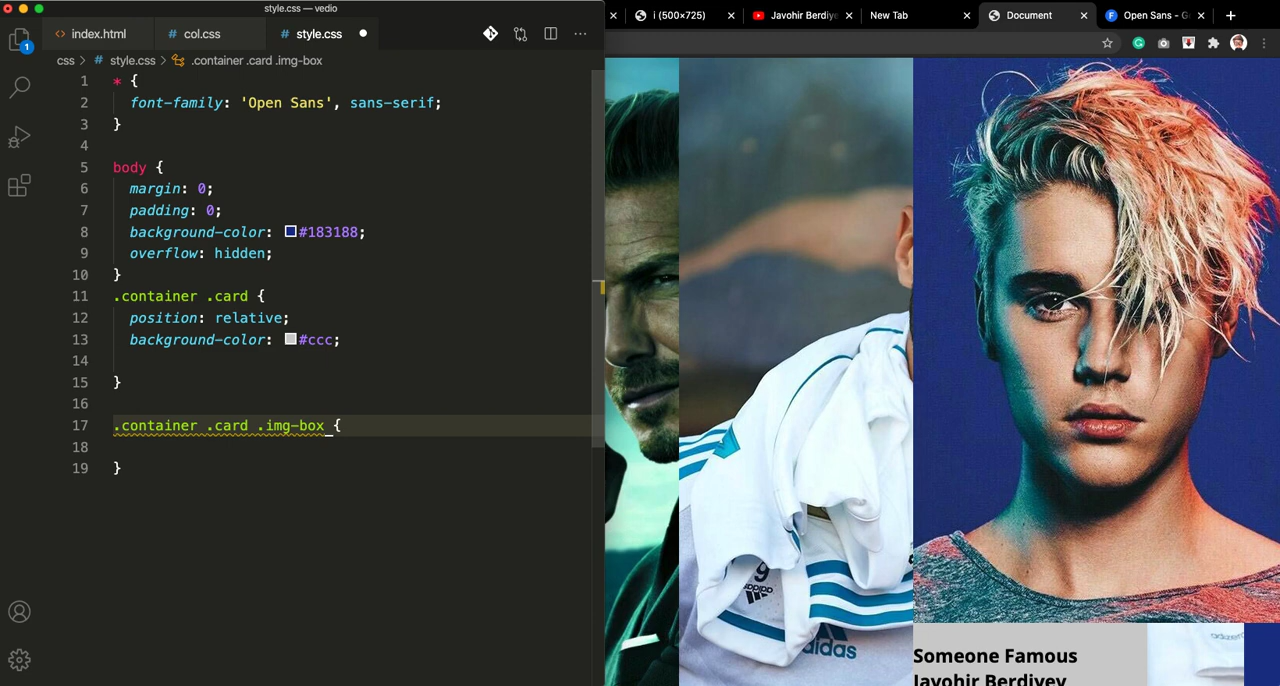 style.css — vedio
index.html
col.css
style.css
css > style.css > .container .card .img-box
1 * {
2 font-family: 'Open Sans', sans-serif;
3 }
4
5 body {
6 margin: 0;
7 padding: 0;
8 background-color: #183188;
9 overflow: hidden;
10 }
11 .container .card {
12 position: relative;
13 background-color: #ccc;
14
15 }
16
17 .container .card .img-box {
18
19 }
1
i (500×725)
Javohir Berdiye
New Tab
Document
Open Sans - G
9
adidas
adidas
Someone Famous
Javohir Berdiyev